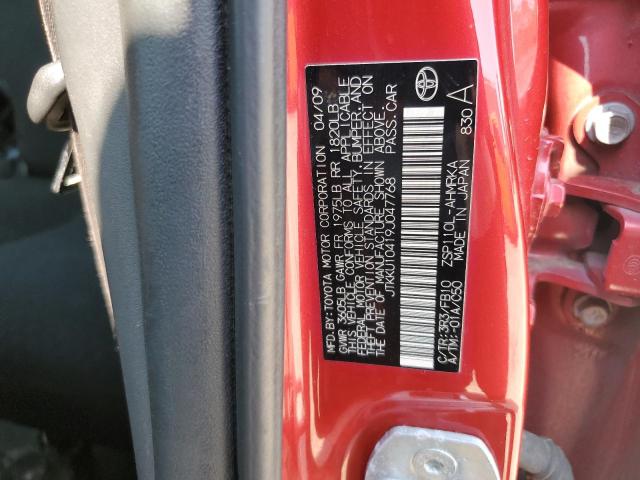 MFD.BY: TOYOTA MOTOR CORPORATION 04/09
GVWR 3605LB GAWR FR 1975LB RR 1820LB
THIS VEHICLE CONFORMS TO ALL APPLICABLE
FEDERAL MOTOR VEHICLE SAFETY, BUMPER, AND
THEFT PREVENTION STANDARDS IN EFFECT ON
THE DATE OF MANUFACTURE SHOWN ABOVE.
JTKKU10419J047768 PASS.CAR
C/TR:3R3/FB10 ZSP110L-AHMRKA
A/TM:-01A/C50 MADE IN JAPAN 830 A